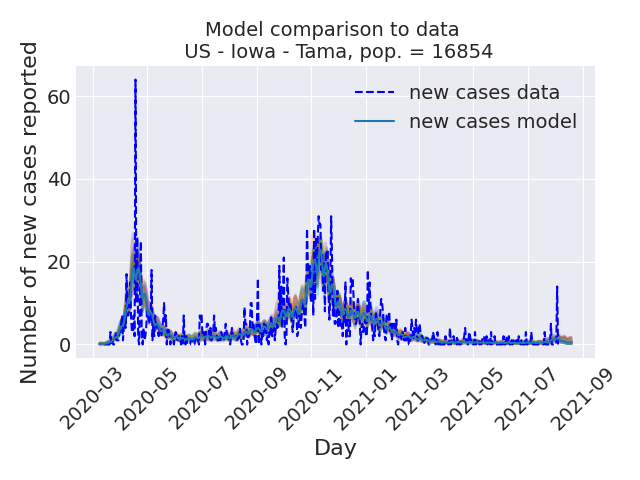 Model comparison to data
US - Iowa - Tama, pop. = 16854
Number of new cases reported
60
40
20
0
new cases data
new cases model
2020-03
2020-05
2020-07
2020-09
2020-11
2021-01
2021-03
2021-05
2021-07
2021-09
Day